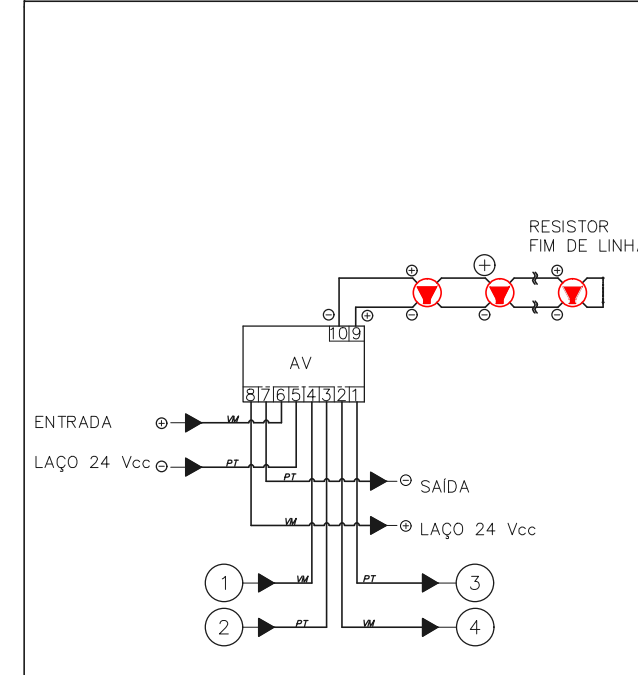 RESISTOR
FIM DE LINH
+ + +
- + - - -
10 9
AV
8 7 6 5 4 3 2 1
ENTRADA + VM
LAÇO 24 Vcc - PT
PT - SAÍDA
VM + LAÇO 24 Vcc
1 VM PT 3
2 PT VM 4